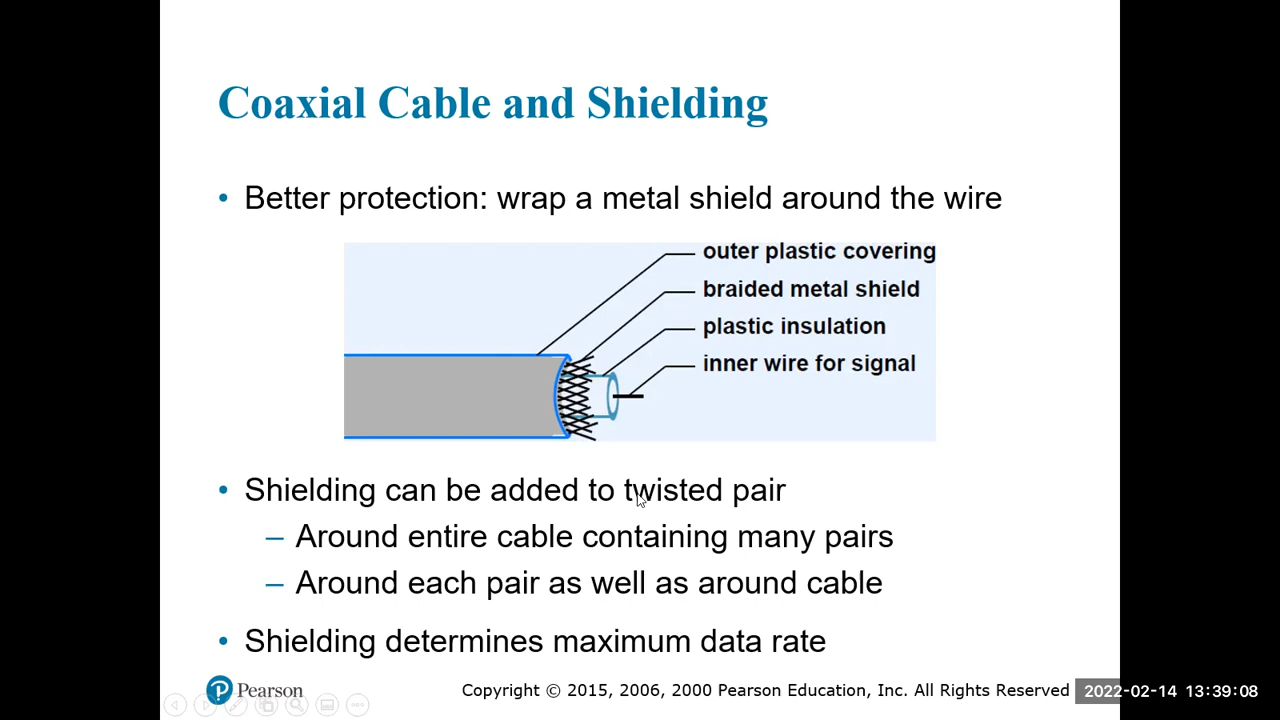 Coaxial Cable and Shielding
• Better protection: wrap a metal shield around the wire
outer plastic covering
braided metal shield
plastic insulation
inner wire for signal
• Shielding can be added to twisted pair
– Around entire cable containing many pairs
– Around each pair as well as around cable
• Shielding determines maximum data rate
P Pearson
Copyright © 2015, 2006, 2000 Pearson Education, Inc. All Rights Reserved
2022-02-14 13:39:08